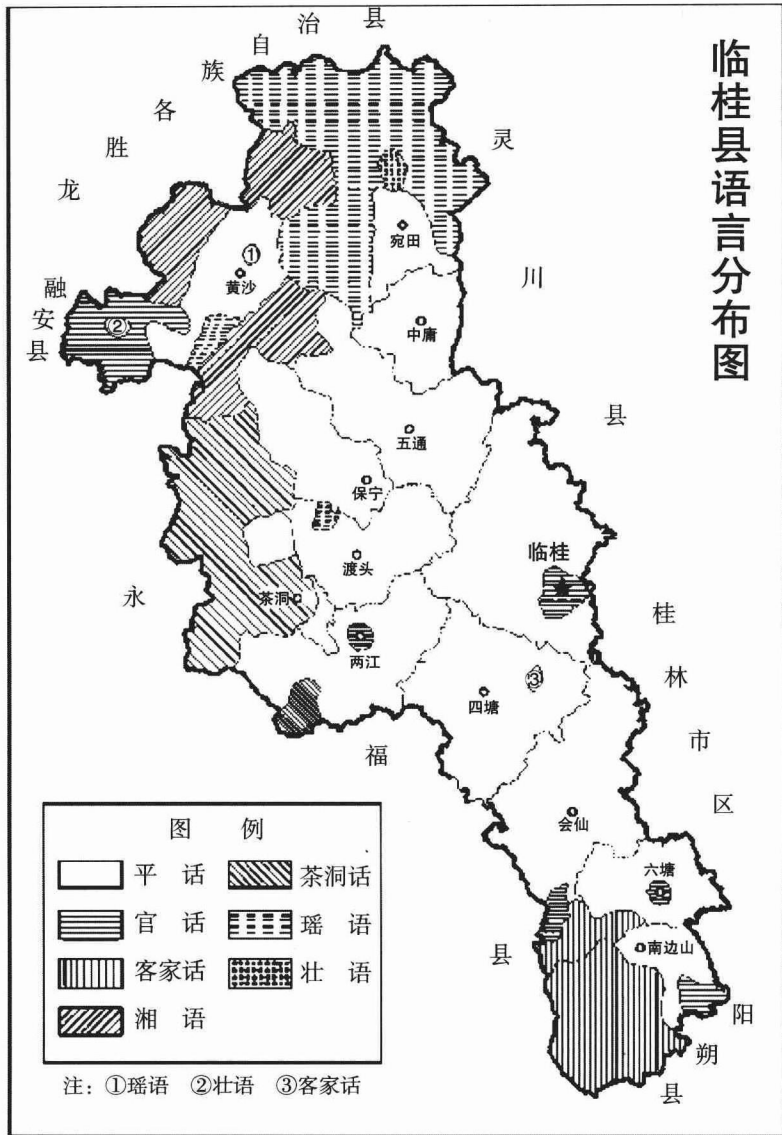 临桂县语言分布图
龙胜各族自治县
灵川县
融安县
永福县
桂林市区
阳朔县
宛田
①
黄沙
②
中庸
五通
保宁
渡头
临桂
茶洞
两江
③
四塘
会仙
六塘
南边山
图 例
平 话
茶洞话
官 话
瑶 语
客家话
壮 语
湘 语
注：①瑶语 ②壮语 ③客家话